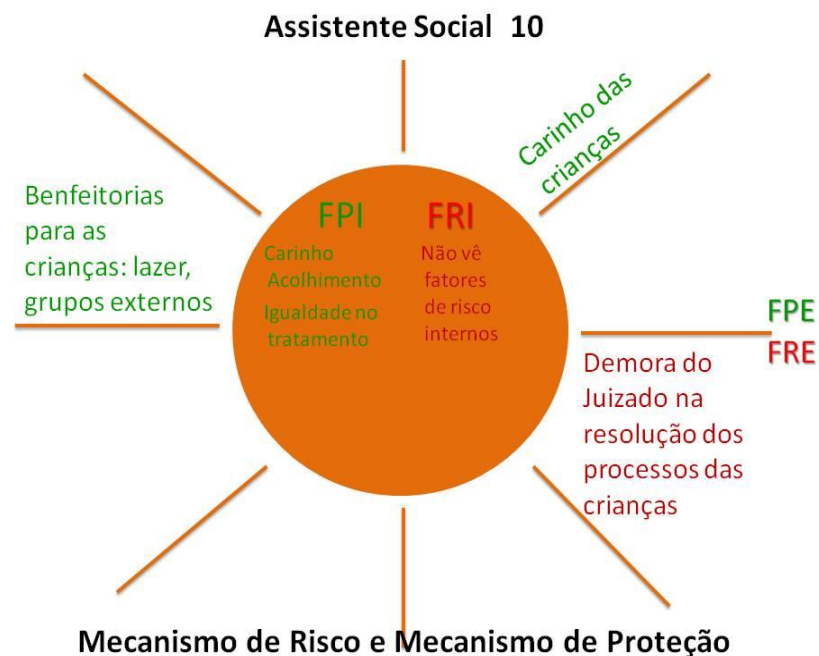 Assistente Social 10
Carinho das
crianças
Benfeitorias
para as
crianças: lazer,
grupos externos
FPI
Carinho
Acolhimento
Igualdade no
tratamento
FRI
Não vê
fatores
de risco
internos
FPE
FRE
Demora do
Juizado na
resolução dos
processos das
crianças
Mecanismo de Risco e Mecanismo de Proteção